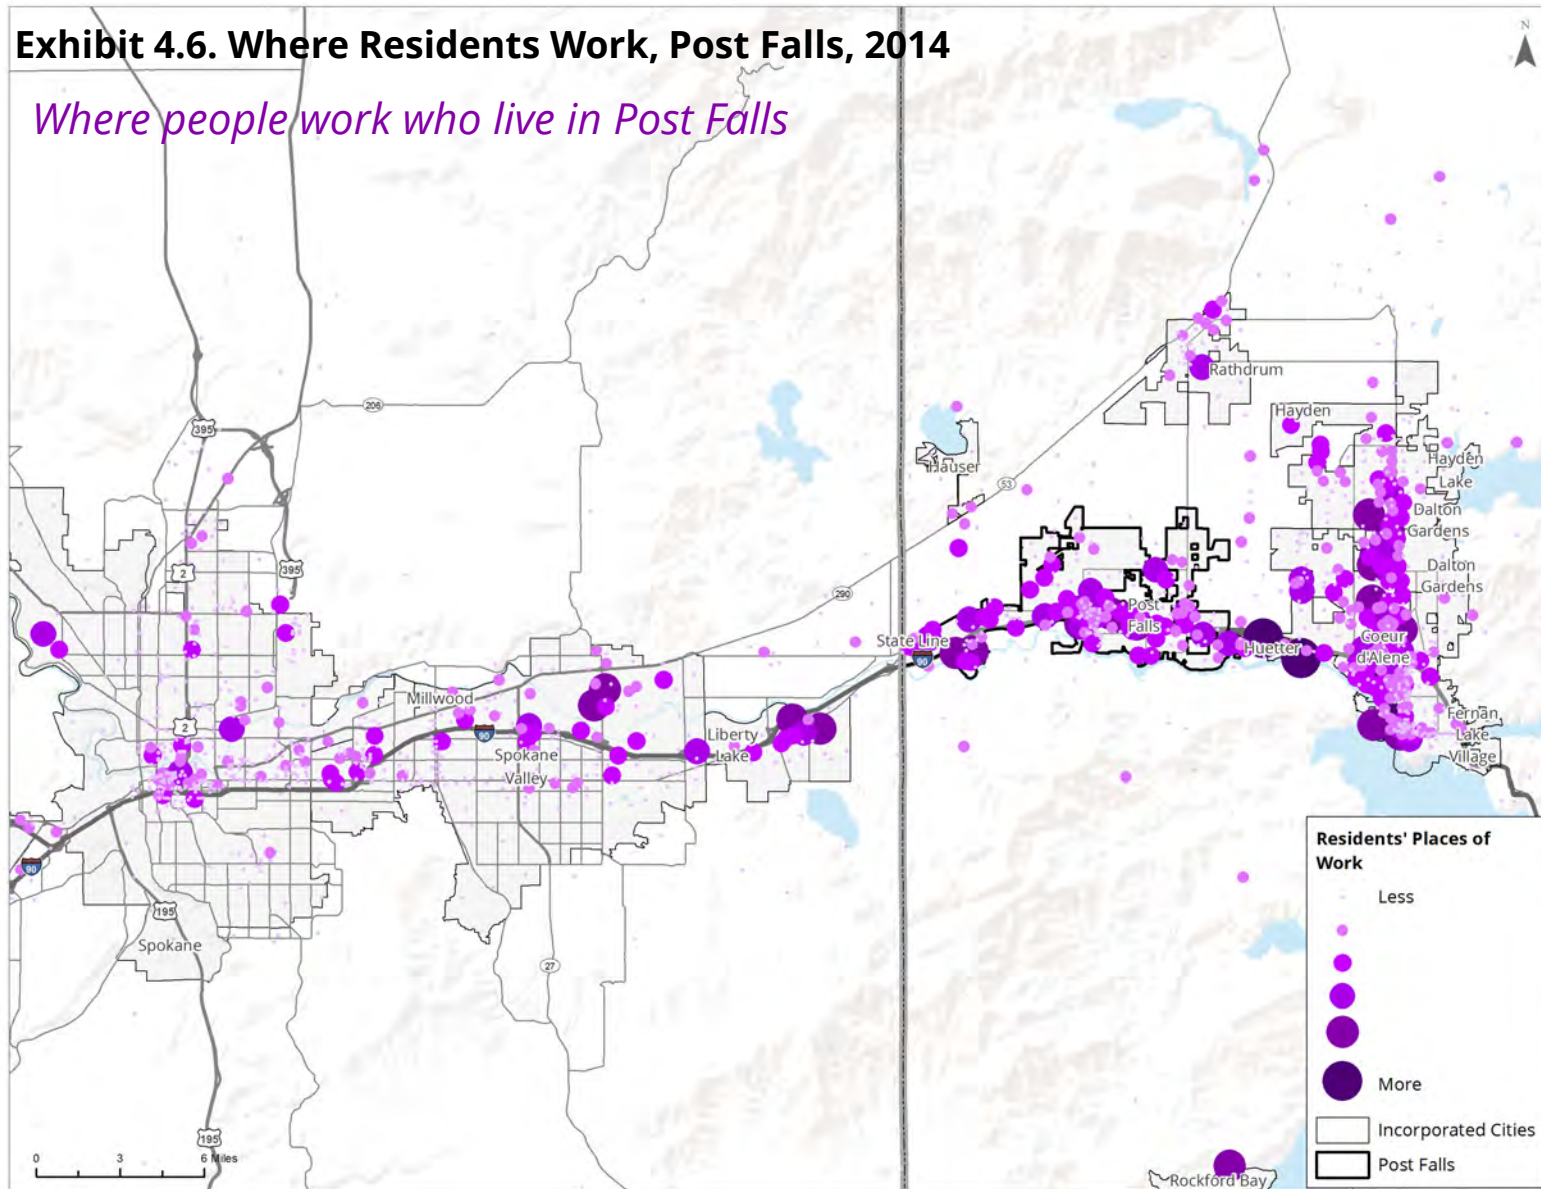 Exhibit 4.6. Where Residents Work, Post Falls, 2014
Where people work who live in Post Falls
N
206
395
Rathdrum
Hayden
Hauser
Hayden
Lake
53
Dalton
Gardens
2
395
Dalton
Gardens
290
Post
Falls
State Line
90
Huetter
Coeur
d'Alene
Millwood
2
90
Spokane
Valley
Liberty
Lake
Fernan
Lake
Village
90
195
Spokane
27
195
0 3 6 Miles
Rockford Bay
Residents' Places of
Work
Less
More
Incorporated Cities
Post Falls